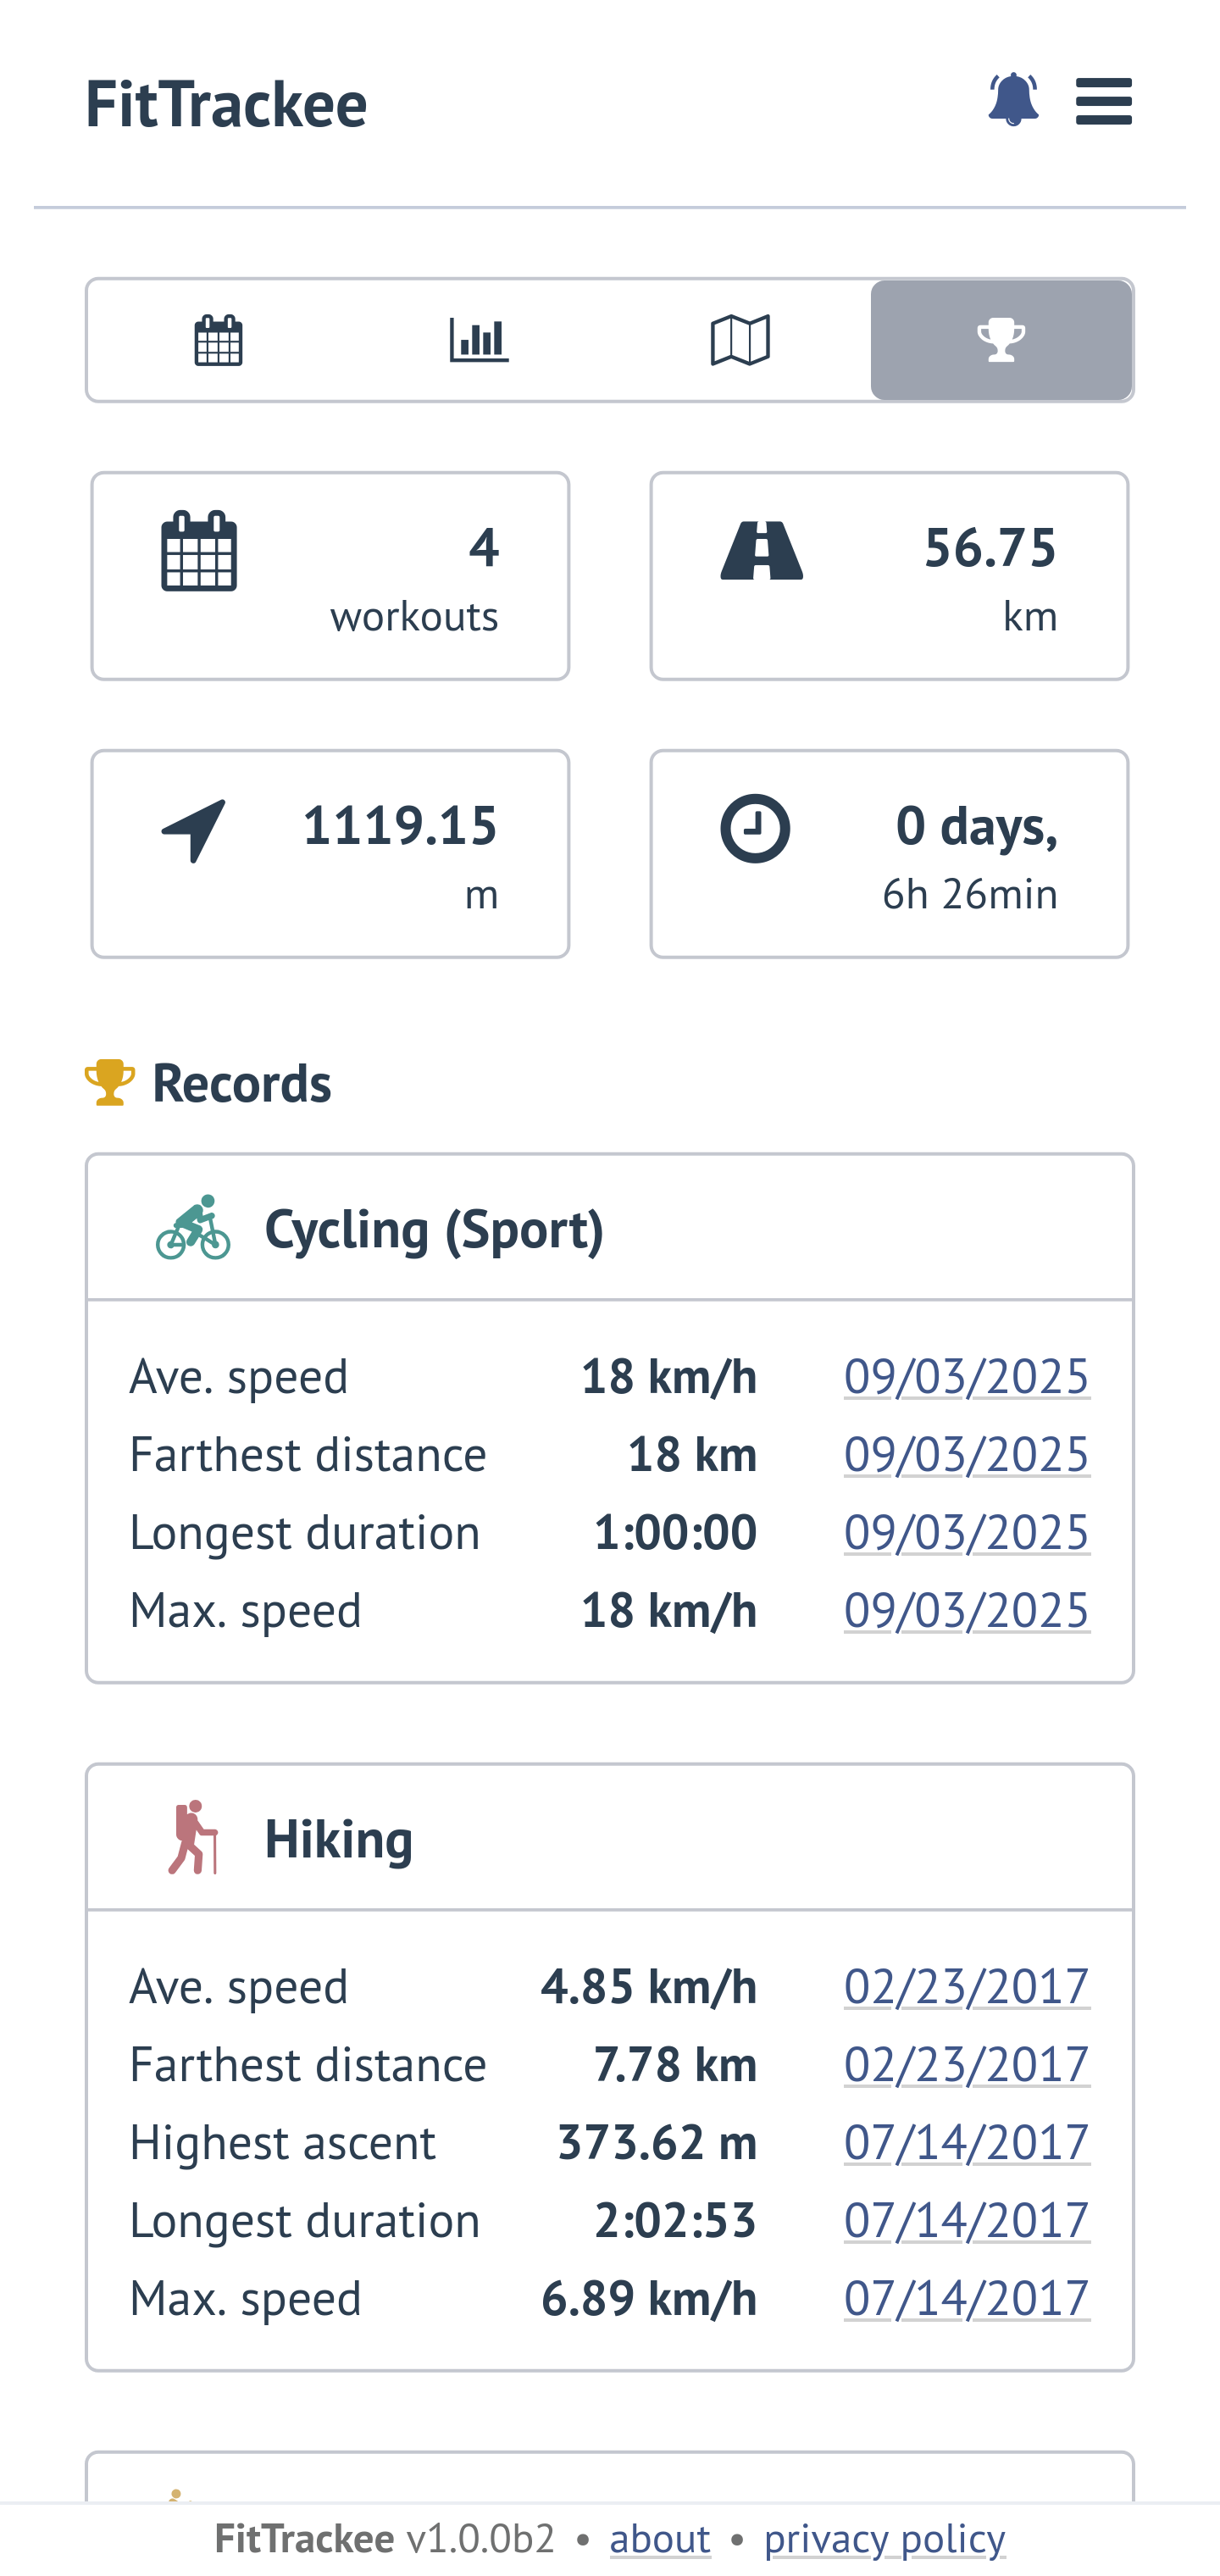 FitTrackee
4
workouts
56.75
km
1119.15
m
0 days,
6h 26min
Records
Cycling (Sport)
Ave. speed 18 km/h 09/03/2025
Farthest distance 18 km 09/03/2025
Longest duration 1:00:00 09/03/2025
Max. speed 18 km/h 09/03/2025
Hiking
Ave. speed 4.85 km/h 02/23/2017
Farthest distance 7.78 km 02/23/2017
Highest ascent 373.62 m 07/14/2017
Longest duration 2:02:53 07/14/2017
Max. speed 6.89 km/h 07/14/2017
FitTrackee v1.0.0b2 • about • privacy policy